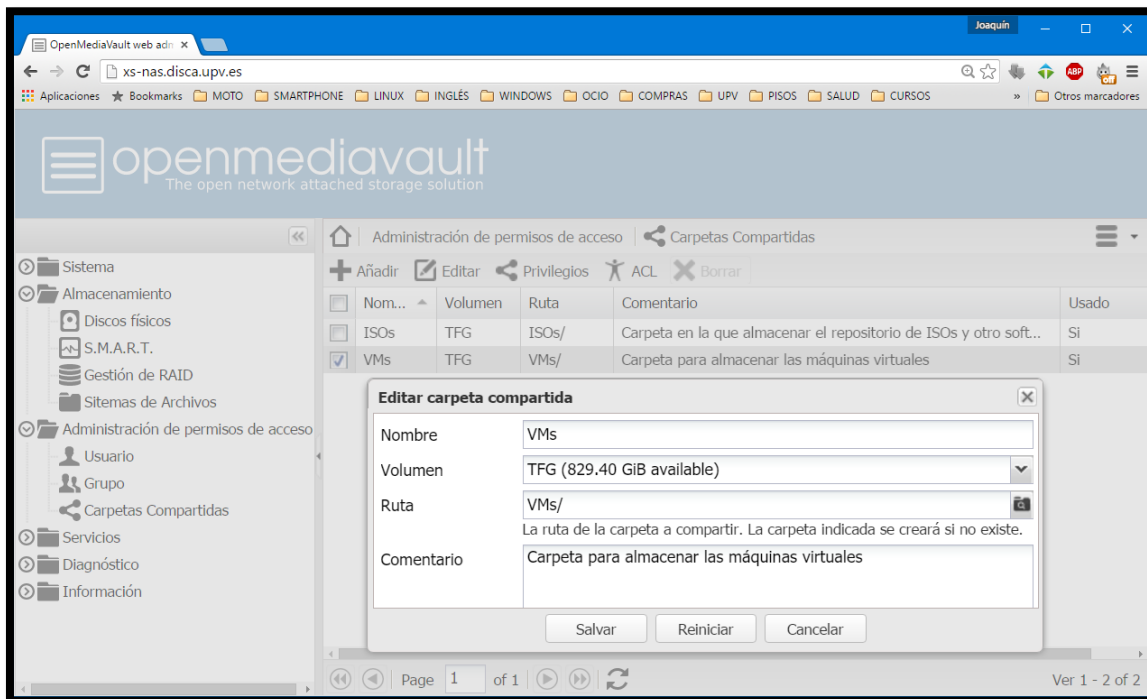 Joaquín
OpenMediaVault web adn
xs-nas.disca.upv.es
ABP
Off
Aplicaciones Bookmarks MOTO SMARTPHONE LINUX INGLÉS WINDOWS OCIO COMPRAS UPV PISOS SALUD CURSOS » Otros marcadores
openmediavault
The open network attached storage solution
Administración de permisos de acceso Carpetas Compartidas
Sistema
Almacenamiento
Discos físicos
S.M.A.R.T.
Gestión de RAID
Sitemas de Archivos
Administración de permisos de acceso
Usuario
Grupo
Carpetas Compartidas
Servicios
Diagnóstico
Información
Añadir Editar Privilegios ACL Borrar
Nom... Volumen Ruta Comentario Usado
ISOs TFG ISOs/ Carpeta en la que almacenar el repositorio de ISOs y otro soft... Si
VMs TFG VMs/ Carpeta para almacenar las máquinas virtuales Si
Editar carpeta compartida
Nombre VMs
Volumen TFG (829.40 GiB available)
Ruta VMs/
La ruta de la carpeta a compartir. La carpeta indicada se creará si no existe.
Comentario Carpeta para almacenar las máquinas virtuales
Salvar Reiniciar Cancelar
Page 1 of 1 Ver 1 - 2 of 2